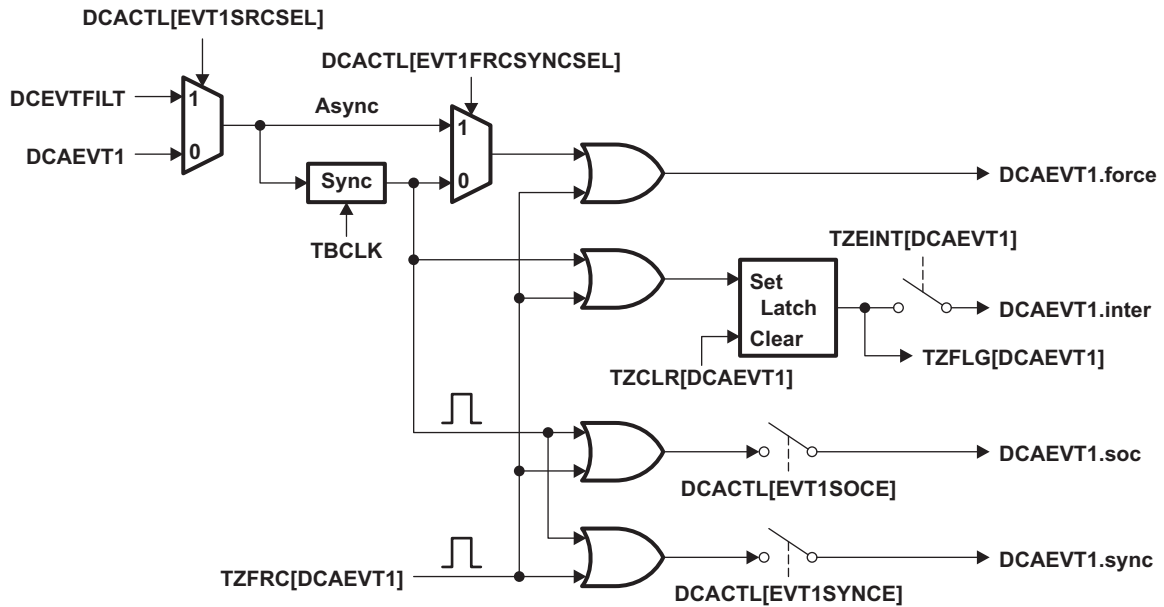 DCACTL[EVT1SRCSEL]
DCACTL[EVT1FRCSYNCSEL]
DCEVTFILT
1
Async
1
DCAEVT1
0
Sync
0
DCAEVT1.force
TBCLK
TZEINT[DCAEVT1]
Set
Latch
DCAEVT1.inter
Clear
TZFLG[DCAEVT1]
TZCLR[DCAEVT1]
DCAEVT1.soc
DCACTL[EVT1SOCE]
DCAEVT1.sync
TZFRC[DCAEVT1]
DCACTL[EVT1SYNCE]